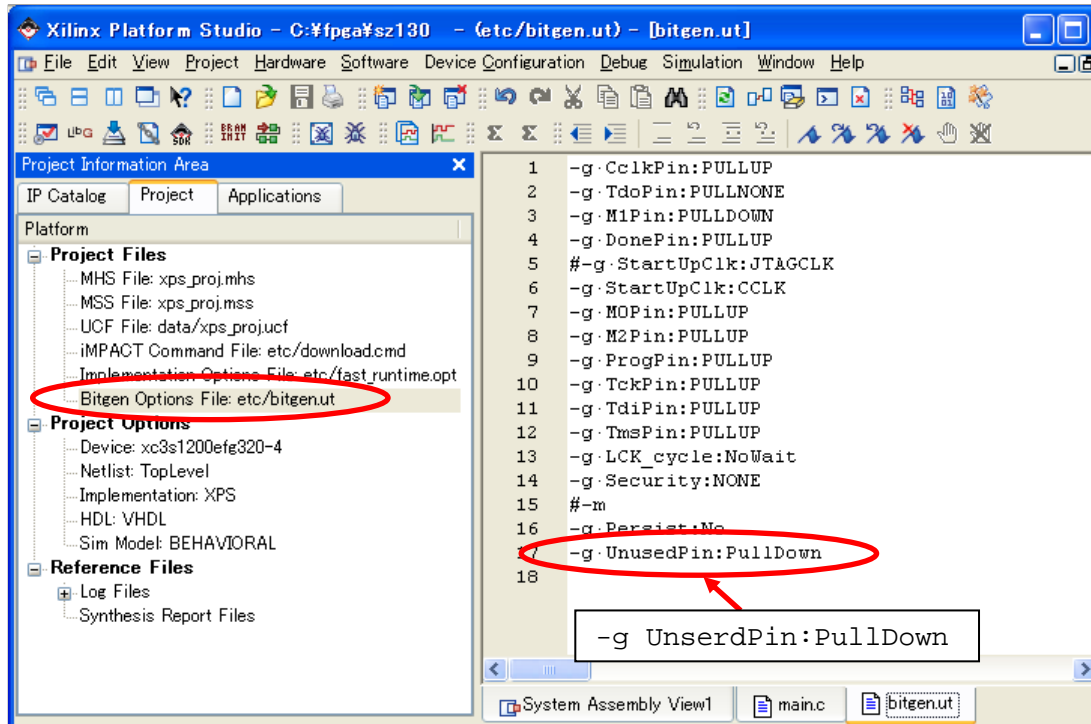 Xilinx Platform Studio - C:¥fpga¥sz130 - (etc/bitgen.ut) - [bitgen.ut]
File Edit View Project Hardware Software Device Configuration Debug Simulation Window Help
Project Information Area
IP Catalog Project Applications
Platform
Project Files
MHS File: xps_proj.mhs
MSS File: xps_proj.mss
UCF File: data/xps_proj.ucf
iMPACT Command File: etc/download.cmd
Implementation Options File: etc/fast_runtime.opt
Bitgen Options File: etc/bitgen.ut
Project Options
Device: xc3s1200efg320-4
Netlist: TopLevel
Implementation: XPS
HDL: VHDL
Sim Model: BEHAVIORAL
Reference Files
Log Files
Synthesis Report Files
1 -g·CclkPin:PULLUP
2 -g·TdoPin:PULLNONE
3 -g·M1Pin:PULLDOWN
4 -g·DonePin:PULLUP
5 #-g·StartUpClk:JTAGCLK
6 -g·StartUpClk:CCLK
7 -g·M0Pin:PULLUP
8 -g·M2Pin:PULLUP
9 -g·ProgPin:PULLUP
10 -g·TckPin:PULLUP
11 -g·TdiPin:PULLUP
12 -g·TmsPin:PULLUP
13 -g·LCK_cycle:NoWait
14 -g·Security:NONE
15 #-m
16 -g·Persist:No
17 -g·UnusedPin:PullDown
18
-g UnserdPin:PullDown
System Assembly View1 main.c bitgen.ut